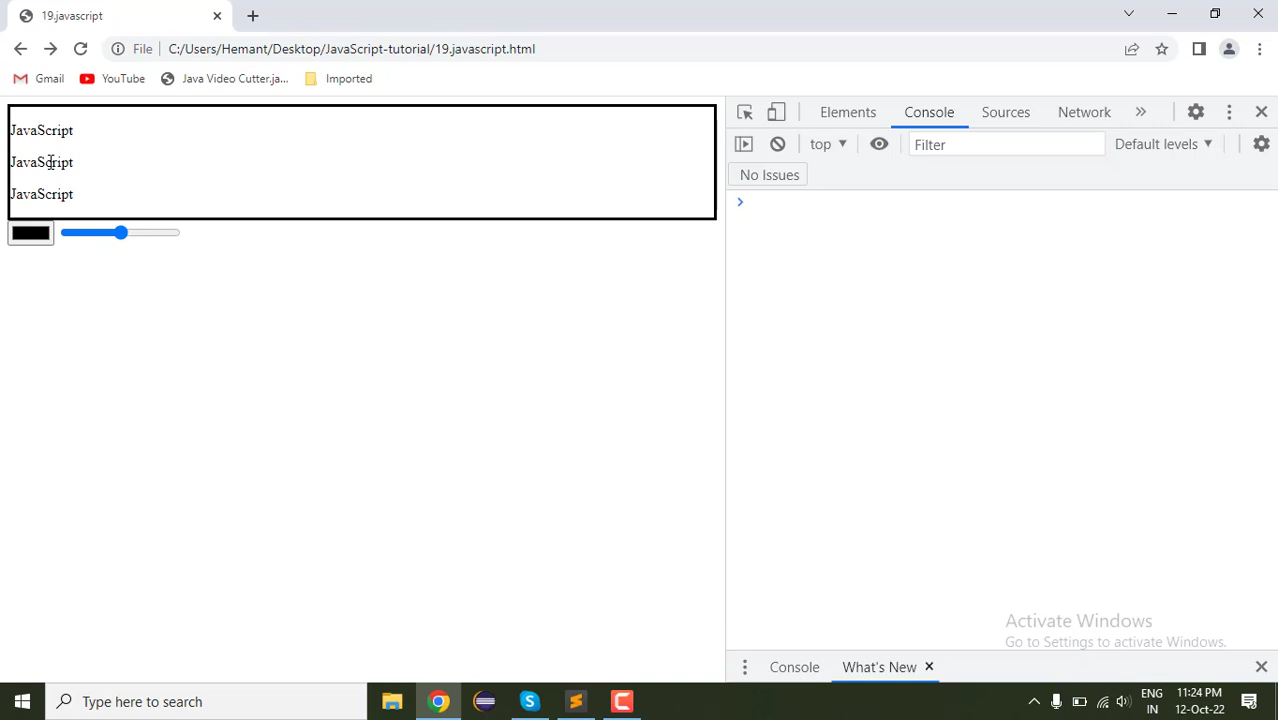 19.javascript
File
C:/Users/Hemant/Desktop/JavaScript-tutorial/19.javascript.html
Gmail
YouTube
Java Video Cutter.ja...
Imported
JavaScript
JavaScript
JavaScript
Elements
Console
Sources
Network
top
Filter
Default levels
No Issues
Activate Windows
Go to Settings to activate Windows.
Console
What's New
Type here to search
ENG
IN
11:24 PM
12-Oct-22